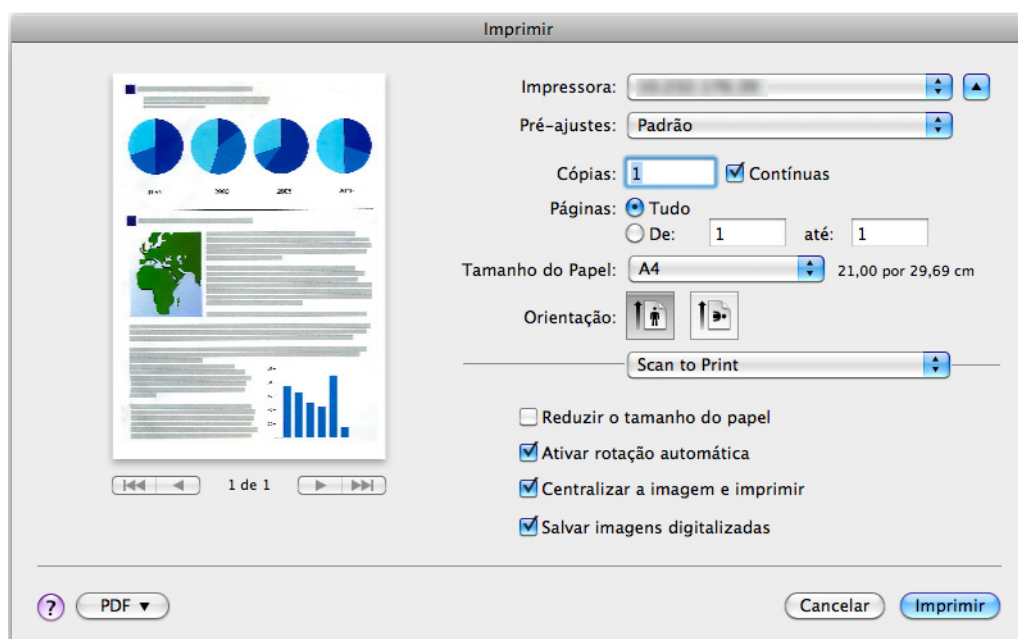 Imprimir
Impressora:
Pré-ajustes: Padrão
Cópias: 1 Contínuas
Páginas: Tudo
De: 1 até: 1
Tamanho do Papel: A4 21,00 por 29,69 cm
Orientação:
Scan to Print
Reduzir o tamanho do papel
Ativar rotação automática
Centralizar a imagem e imprimir
Salvar imagens digitalizadas
1 de 1
? PDF Cancelar Imprimir